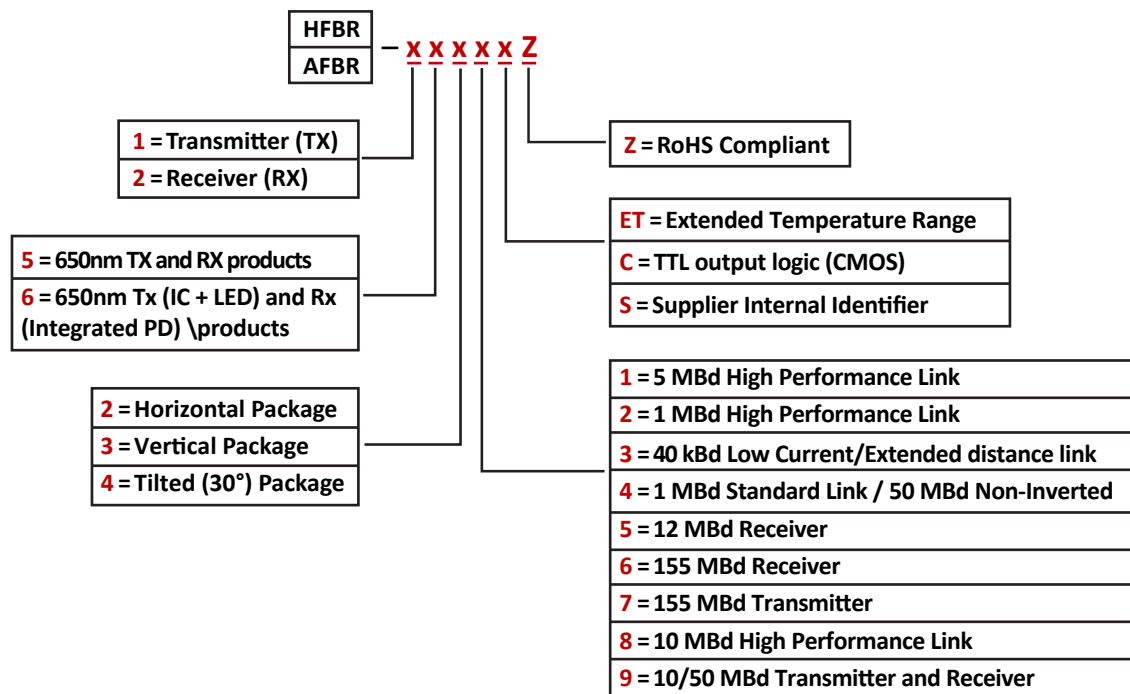 HFBR
AFBR
– x x x x x Z
1 = Transmitter (TX)
2 = Receiver (RX)
5 = 650nm TX and RX products
6 = 650nm Tx (IC + LED) and Rx
(Integrated PD) \products
2 = Horizontal Package
3 = Vertical Package
4 = Tilted (30°) Package
Z = RoHS Compliant
ET = Extended Temperature Range
C = TTL output logic (CMOS)
S = Supplier Internal Identifier
1 = 5 MBd High Performance Link
2 = 1 MBd High Performance Link
3 = 40 kBd Low Current/Extended distance link
4 = 1 MBd Standard Link / 50 MBd Non-Inverted
5 = 12 MBd Receiver
6 = 155 MBd Receiver
7 = 155 MBd Transmitter
8 = 10 MBd High Performance Link
9 = 10/50 MBd Transmitter and Receiver